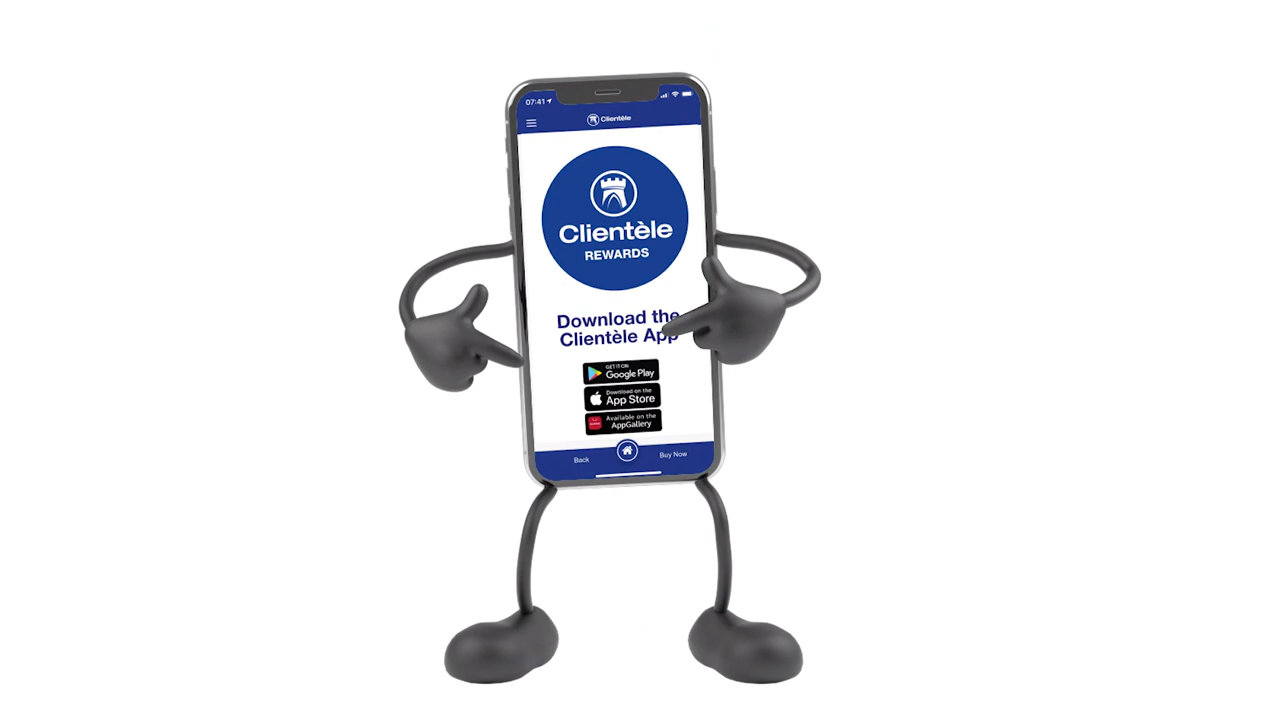 07:41
Clientèle
Clientèle
REWARDS
Download the
Clientèle App
GET IT ON
Google Play
Download on the
App Store
Available on the
AppGallery
Back
Buy Now